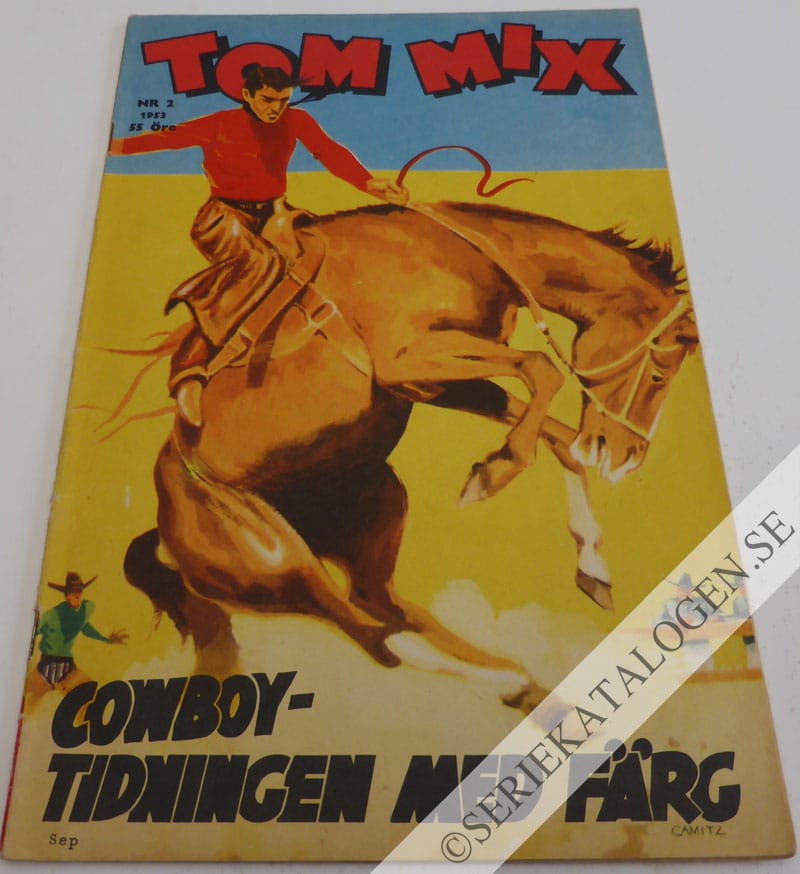 TOM MIX
NR 2
1953
55 Öre
COWBOY-
TIDNINGEN MED FÄRG
CAMITZ
Sep
©SERIEKATALOGEN.SE